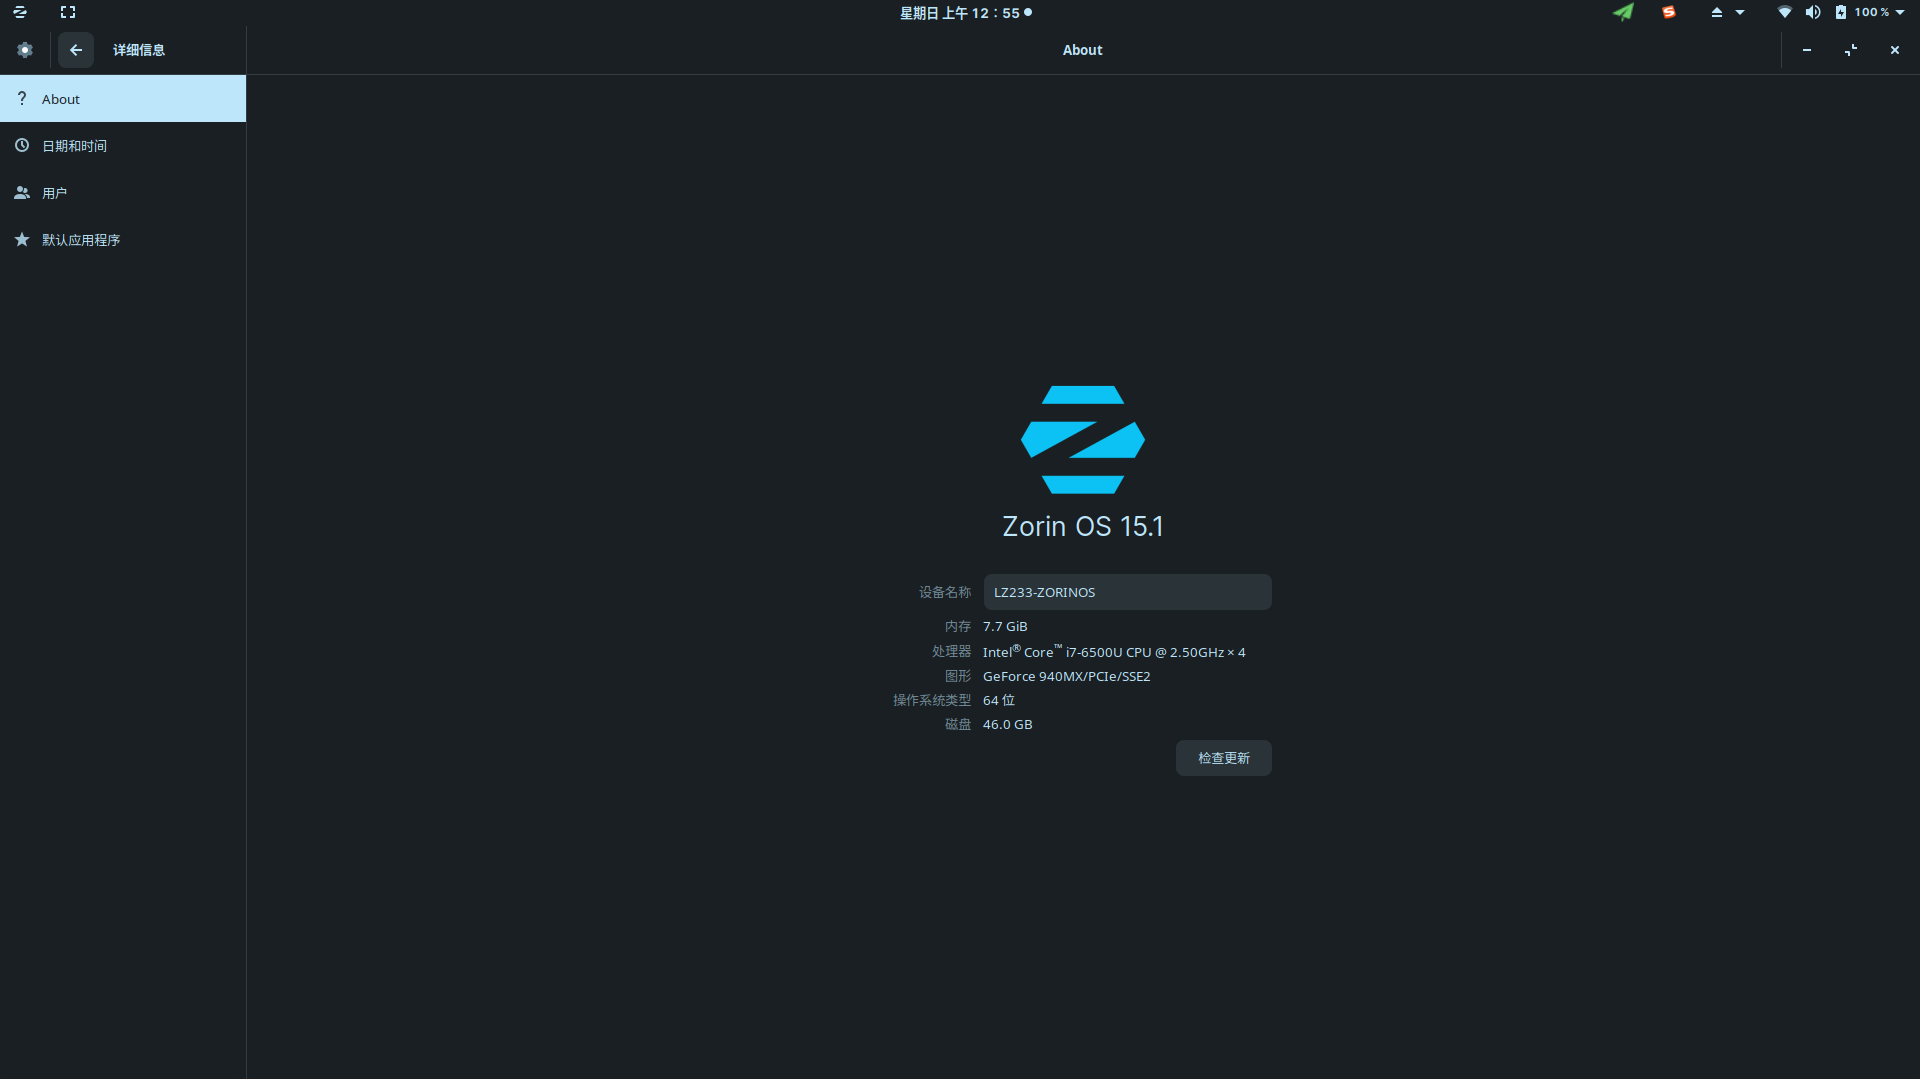 星期日 上午 12：55
100 %
详细信息
About
About
日期和时间
用户
默认应用程序
Zorin OS 15.1
设备名称 LZ233-ZORINOS
内存 7.7 GiB
处理器 Intel® Core™ i7-6500U CPU @ 2.50GHz × 4
图形 GeForce 940MX/PCIe/SSE2
操作系统类型 64 位
磁盘 46.0 GB
检查更新